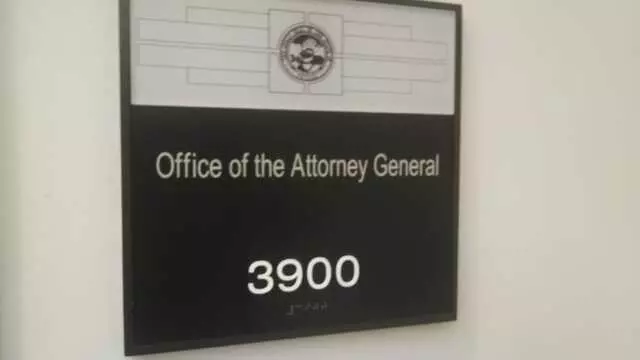 Office of the Attorney General
3900